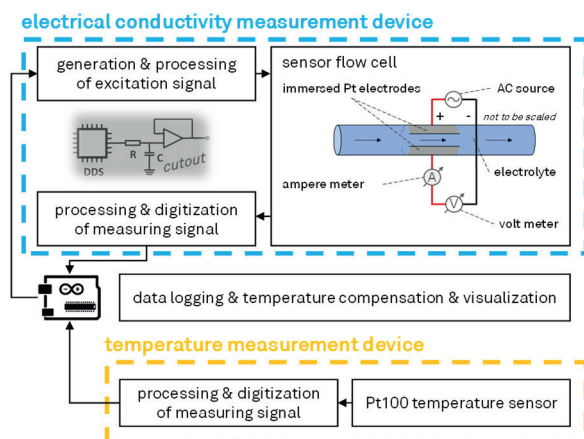 electrical conductivity measurement device
generation & processing
of excitation signal
sensor flow cell
immersed Pt electrodes
AC source
+ -
not to be scaled
DDS
R
C
cutout
electrolyte
ampere meter
A
V
volt meter
processing & digitization
of measuring signal
data logging & temperature compensation & visualization
temperature measurement device
processing & digitization
of measuring signal
Pt100 temperature sensor